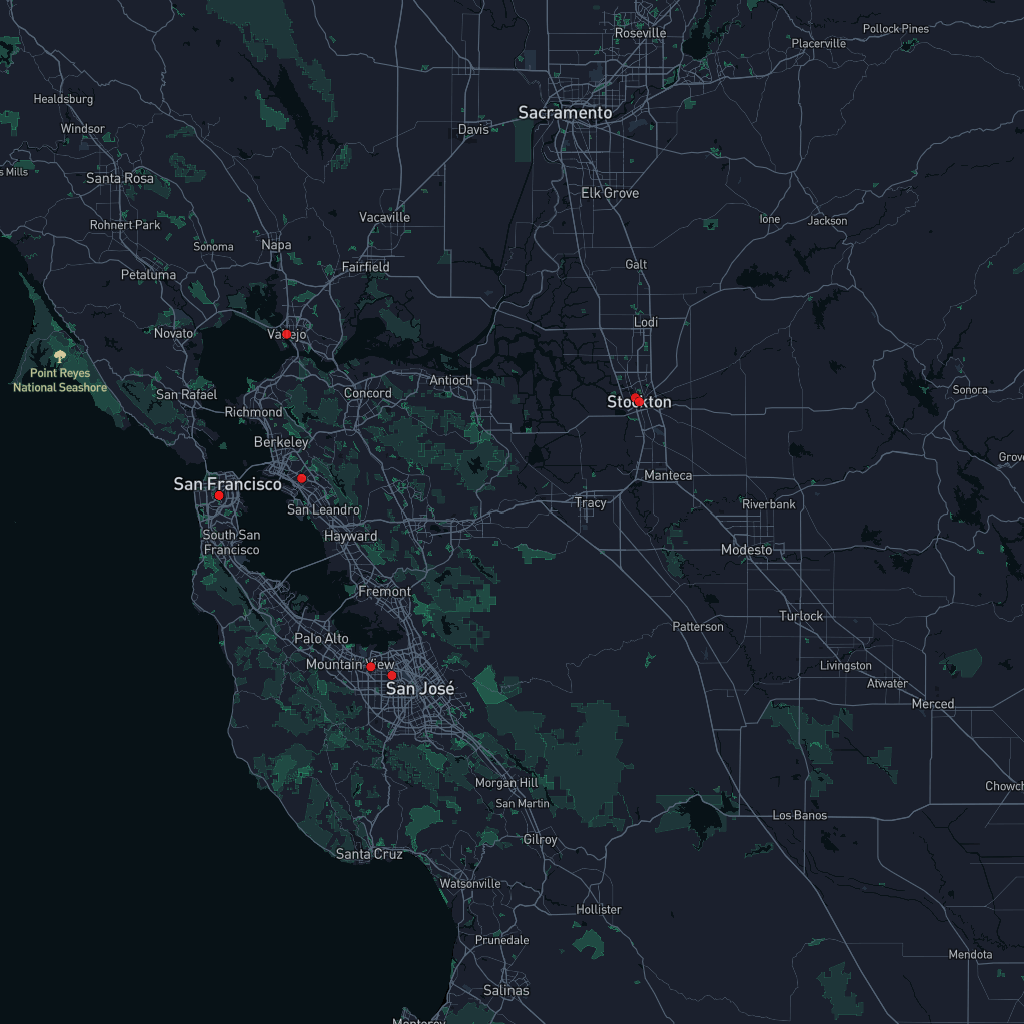 Pollock Pines
Roseville
Placerville
Healdsburg
Sacramento
Windsor
Davis
s Mills
Santa Rosa
Elk Grove
Vacaville
Ione
Jackson
Rohnert Park
Sonoma
Napa
Galt
Fairfield
Petaluma
Lodi
Novato
Vallejo
Point Reyes
National Seashore
Antioch
Sonora
San Rafael
Concord
Stockton
Richmond
Berkeley
Grove
Manteca
San Francisco
Tracy
Riverbank
San Leandro
South San
Francisco
Hayward
Modesto
Fremont
Turlock
Patterson
Palo Alto
Mountain View
Livingston
Atwater
San José
Merced
Morgan Hill
Chowch
San Martin
Los Banos
Gilroy
Santa Cruz
Watsonville
Hollister
Prunedale
Mendota
Salinas
Monterey